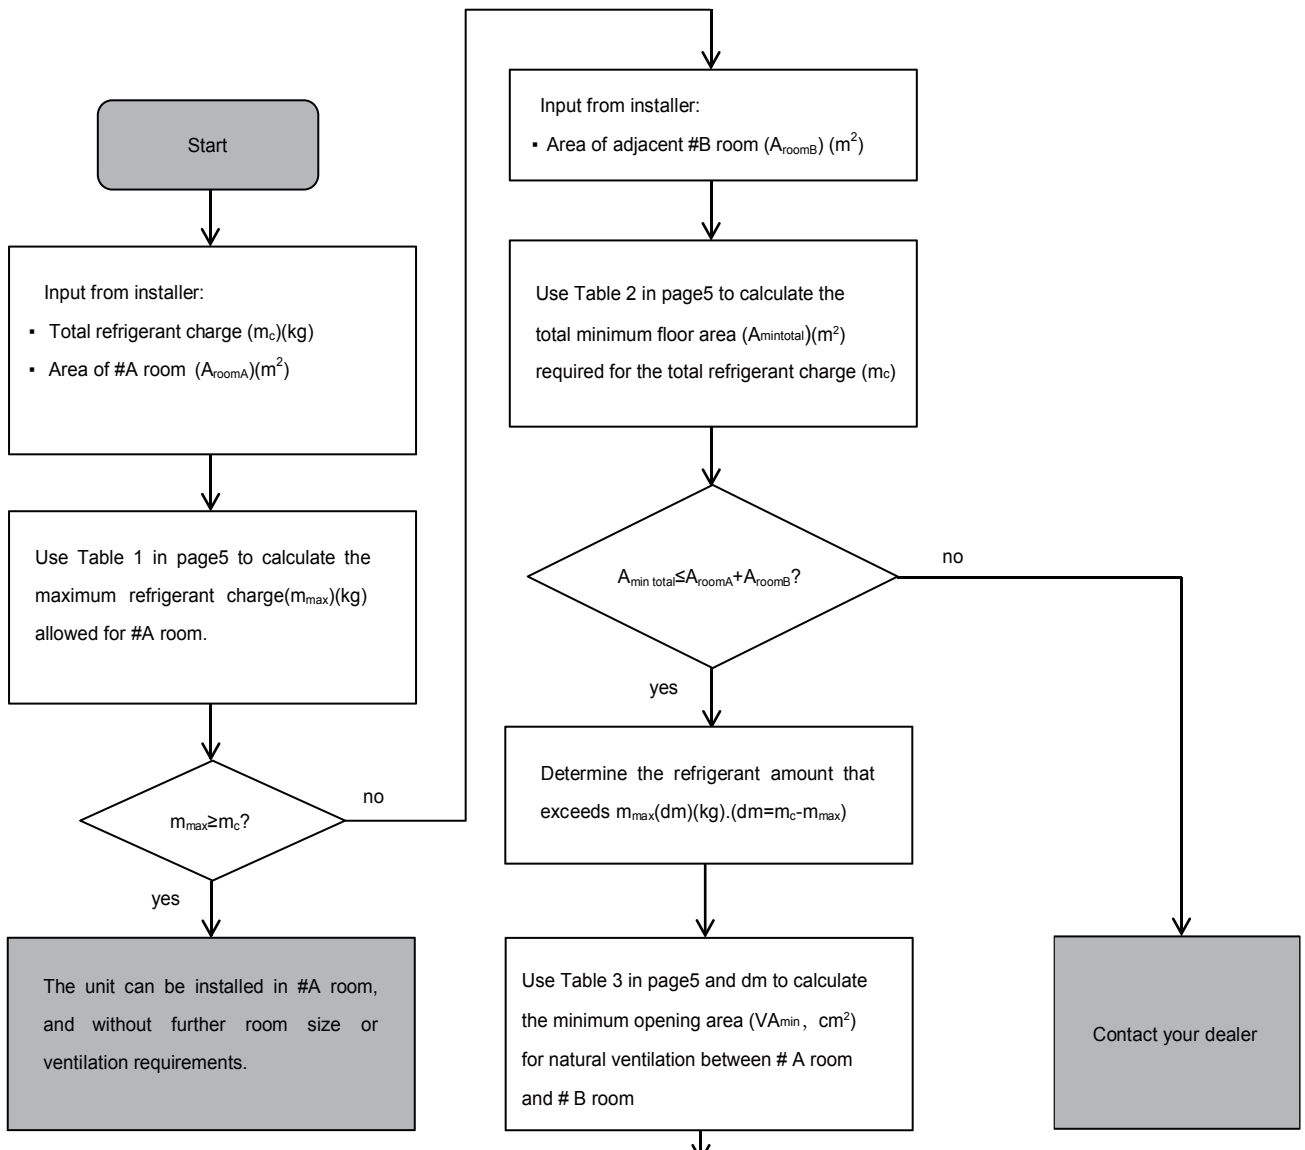 Start
Input from installer:
▪ Total refrigerant charge (mc)(kg)
▪ Area of #A room (AroomA)(m²)
Use Table 1 in page5 to calculate the
maximum refrigerant charge(mmax)(kg)
allowed for #A room.
mmax≥mc?
no
yes
The unit can be installed in #A room,
and without further room size or
ventilation requirements.
Input from installer:
▪ Area of adjacent #B room (AroomB) (m²)
Use Table 2 in page5 to calculate the
total minimum floor area (Amintotal)(m²)
required for the total refrigerant charge (mc)
Amin total≤AroomA+AroomB?
no
yes
Determine the refrigerant amount that
exceeds mmax(dm)(kg).(dm=mc-mmax)
Use Table 3 in page5 and dm to calculate
the minimum opening area (VAmin, cm²)
for natural ventilation between # A room
and # B room
Contact your dealer